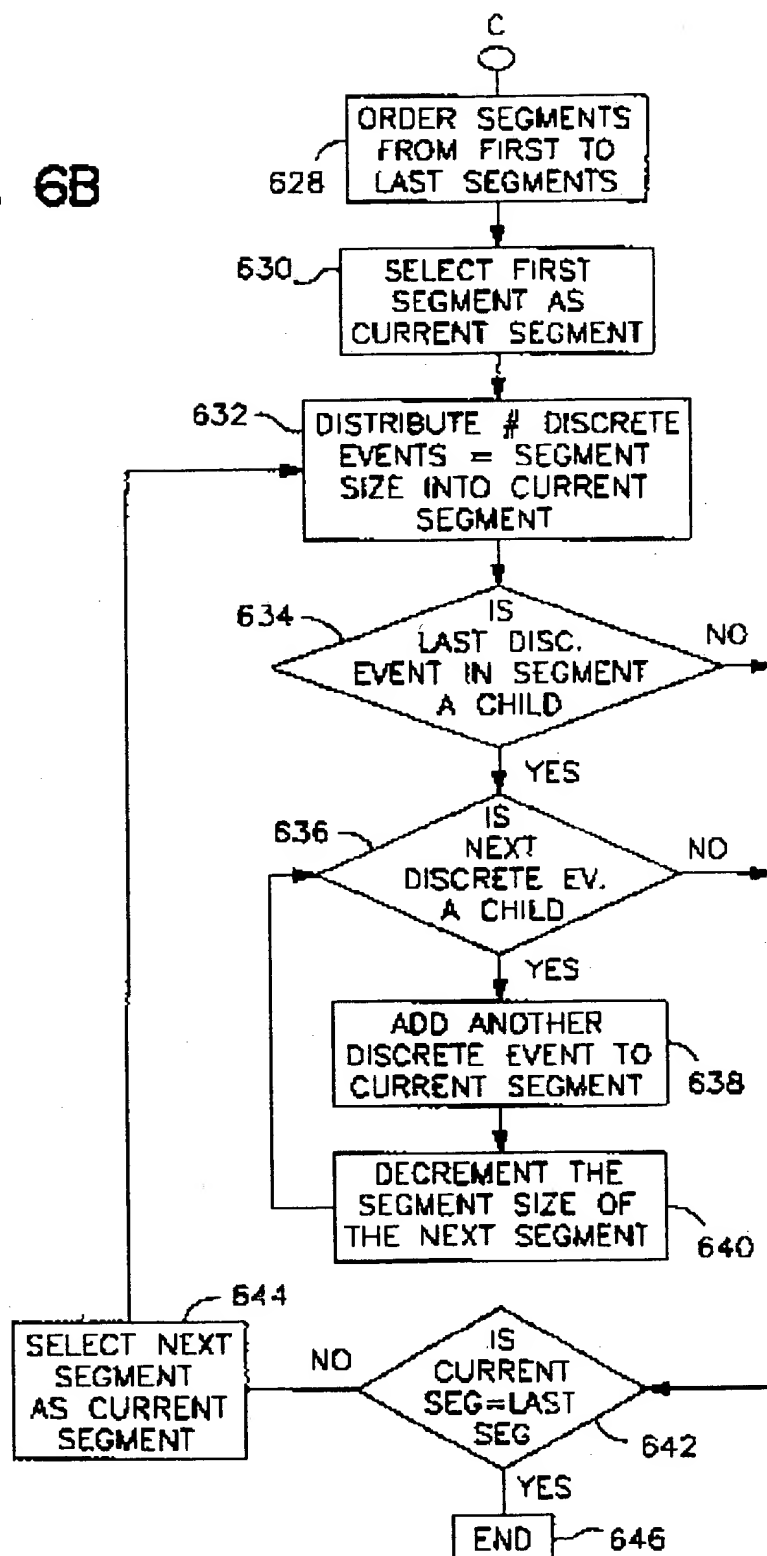 C
ORDER SEGMENTS
FROM FIRST TO
LAST SEGMENTS
628
6B
630
SELECT FIRST
SEGMENT AS
CURRENT SEGMENT
632
DISTRIBUTE # DISCRETE
EVENTS = SEGMENT
SIZE INTO CURRENT
SEGMENT
634
IS
LAST DISC.
EVENT IN SEGMENT
A CHILD
NO
YES
636
IS
NEXT
DISCRETE EV.
A CHILD
NO
YES
ADD ANOTHER
DISCRETE EVENT TO
CURRENT SEGMENT
638
DECREMENT THE
SEGMENT SIZE OF
THE NEXT SEGMENT
640
644
SELECT NEXT
SEGMENT
AS CURRENT
SEGMENT
NO
IS
CURRENT
SEG=LAST
SEG
642
YES
END
646